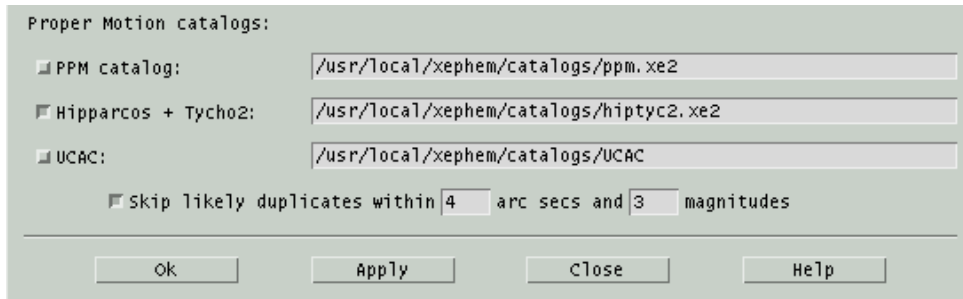 Proper Motion catalogs:
PPM catalog: /usr/local/xephem/catalogs/ppm.xe2
Hipparcos + Tycho2: /usr/local/xephem/catalogs/hiptyc2.xe2
UCAC: /usr/local/xephem/catalogs/UCAC
Skip likely duplicates within 4 arc secs and 3 magnitudes
Ok Apply Close Help